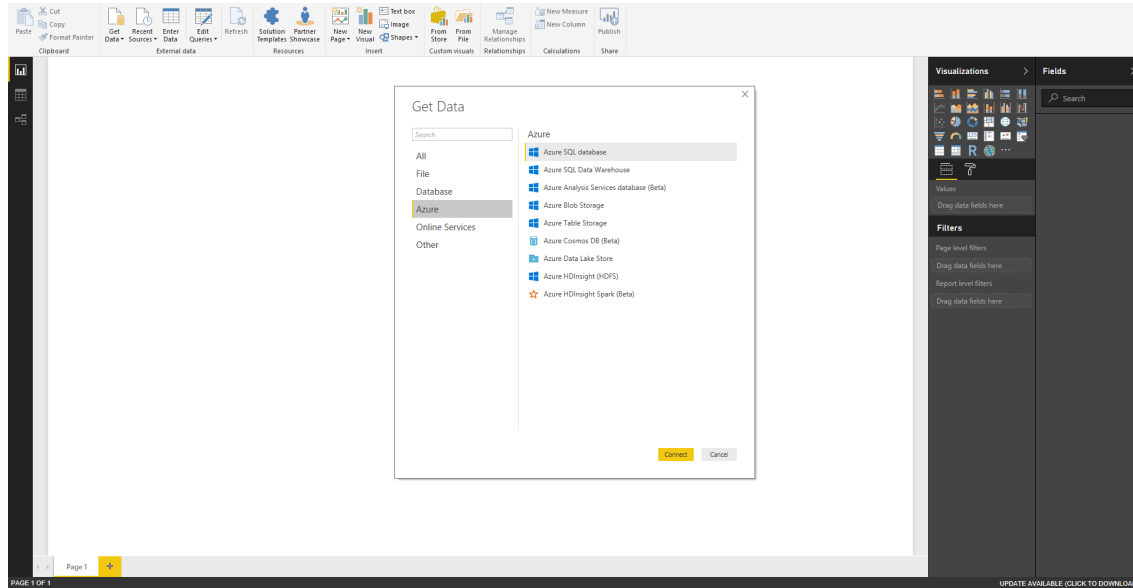 Cut
Copy
Format Painter
Paste
Clipboard
Get Data
Recent Sources
Enter Data
Edit Queries
Refresh
External data
Solution Templates
Partner Showcase
Resources
New Page
New Visual
Text box
Image
Shapes
Insert
From Store
From File
Custom visuals
Manage Relationships
Relationships
New Measure
New Column
Calculations
Publish
Share
Get Data
Search
All
File
Database
Azure
Online Services
Other
Azure
Azure SQL database
Azure SQL Data Warehouse
Azure Analysis Services database (Beta)
Azure Blob Storage
Azure Table Storage
Azure Cosmos DB (Beta)
Azure Data Lake Store
Azure HDInsight (HDFS)
Azure HDInsight Spark (Beta)
Connect
Cancel
Visualizations
R
Values
Drag data fields here
Filters
Page level filters
Drag data fields here
Report level filters
Drag data fields here
Fields
Search
Page 1
PAGE 1 OF 1
UPDATE AVAILABLE (CLICK TO DOWNLOA